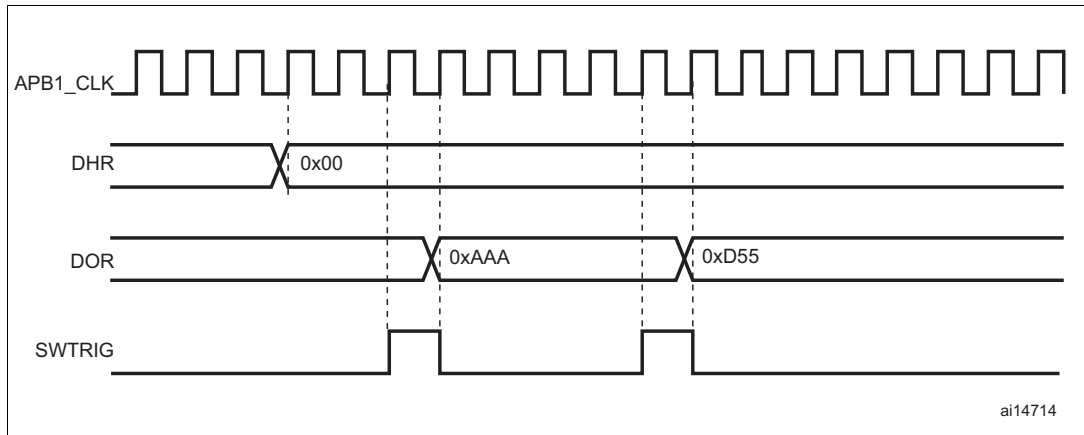 APB1_CLK
DHR
0x00
DOR
0xAAA
0xD55
SWTRIG
ai14714